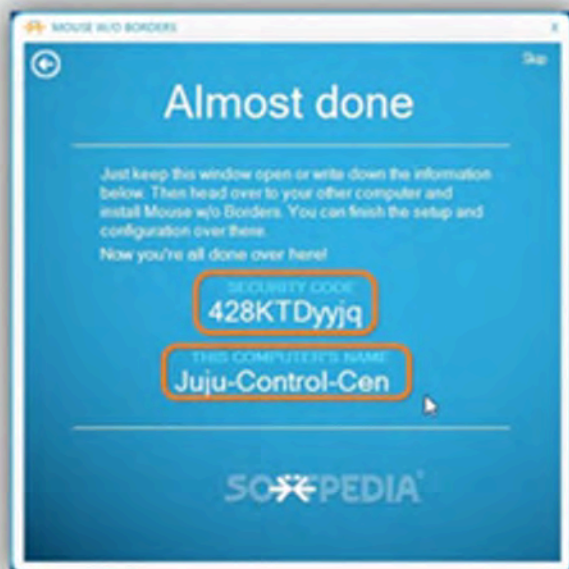 MOUSE W/O BORDERS
X
Skip
Almost done
Just keep this window open or write down the information
below. Then head over to your other computer and
install Mouse w/o Borders. You can finish the setup and
configuration over there.
Now you're all done over here!
SECURITY CODE
428KTDyyjq
THIS COMPUTER'S NAME
Juju-Control-Cen
SOFTPEDIA